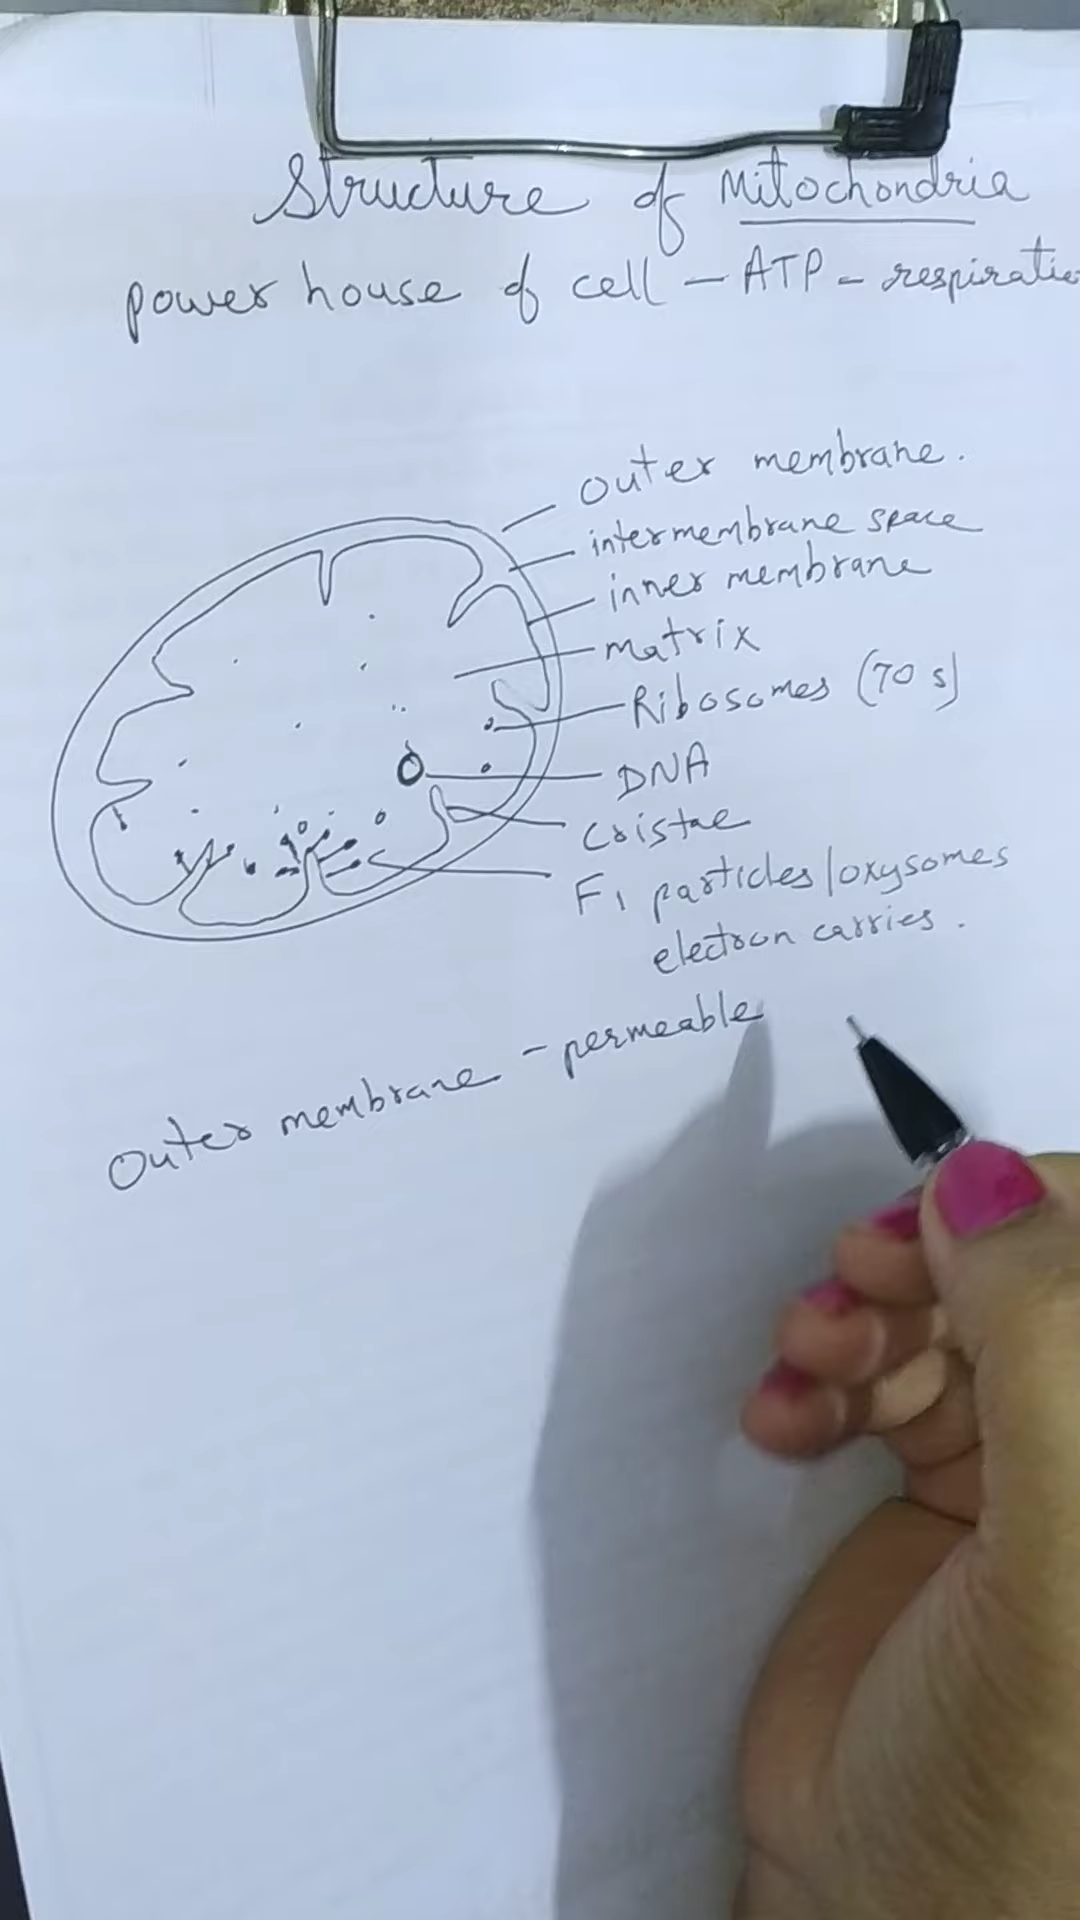 Structure of Mitochondria
power house of cell - ATP - respiratio
outer membrane.
intermembrane space
inner membrane
matrix
Ribosomes (70 s)
DNA
cristae
F1 particles/oxysomes
electron carries.
Outer membrane - permeable